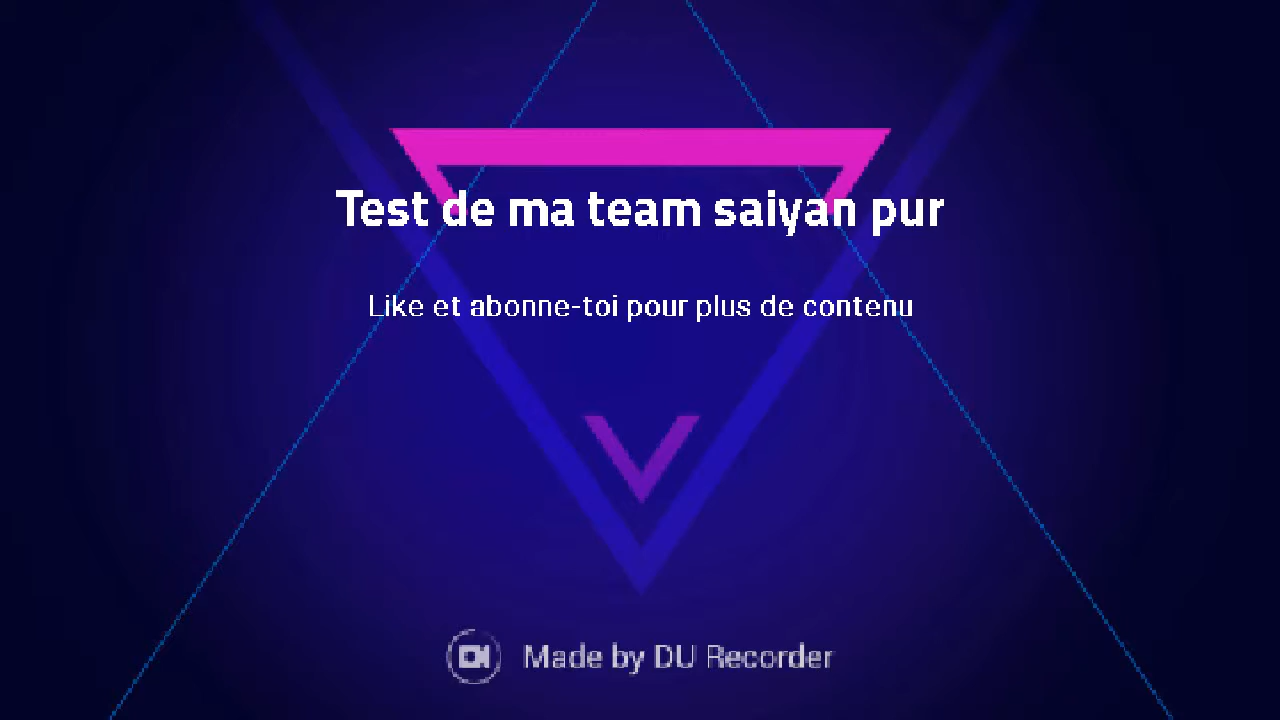 Test de ma team saiyan pur
Like et abonne-toi pour plus de contenu
Made by DU Recorder